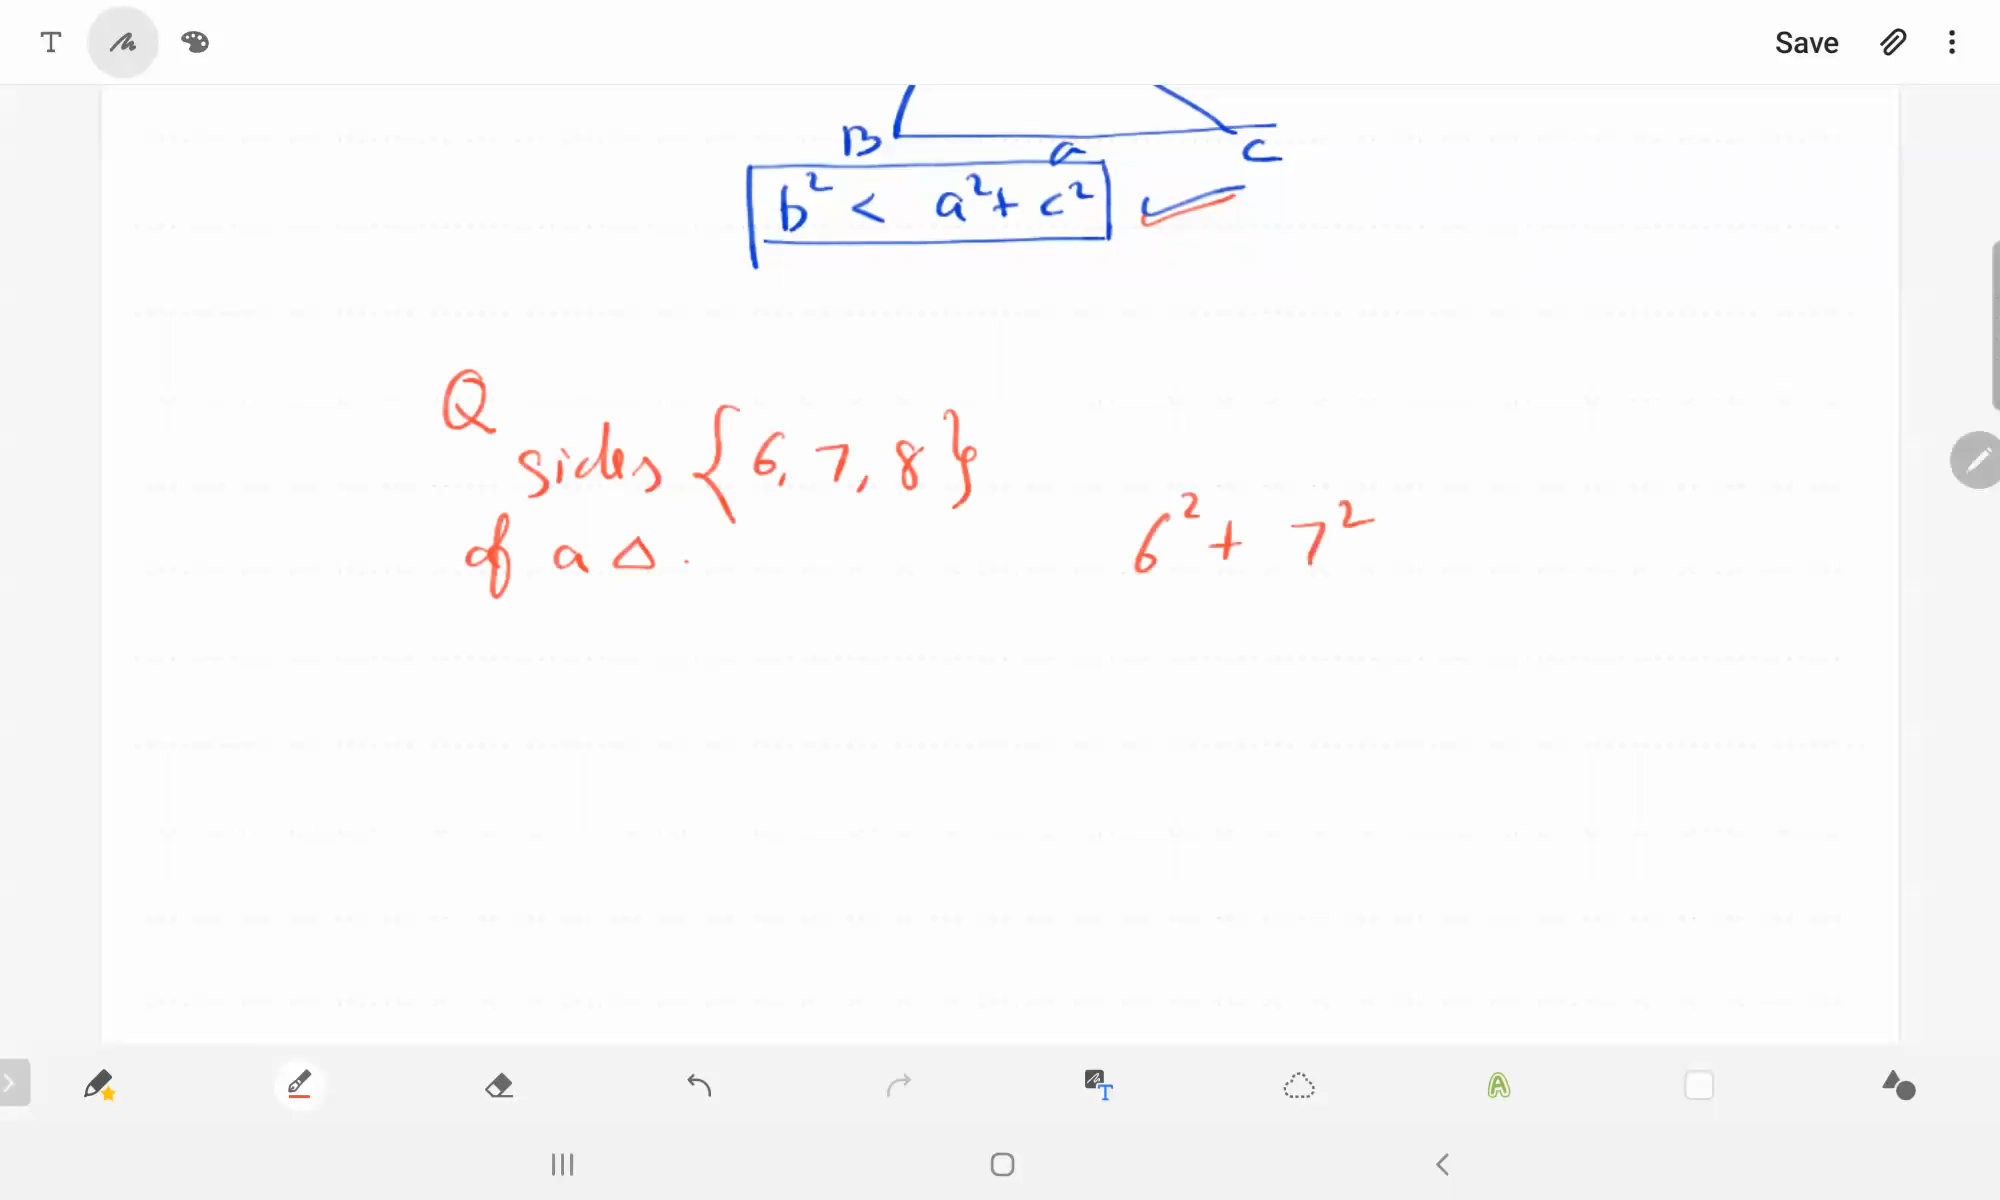 Save
B a C
b² < a² + c²
Q
sides {6, 7, 8}
of a Δ.
6² + 7²